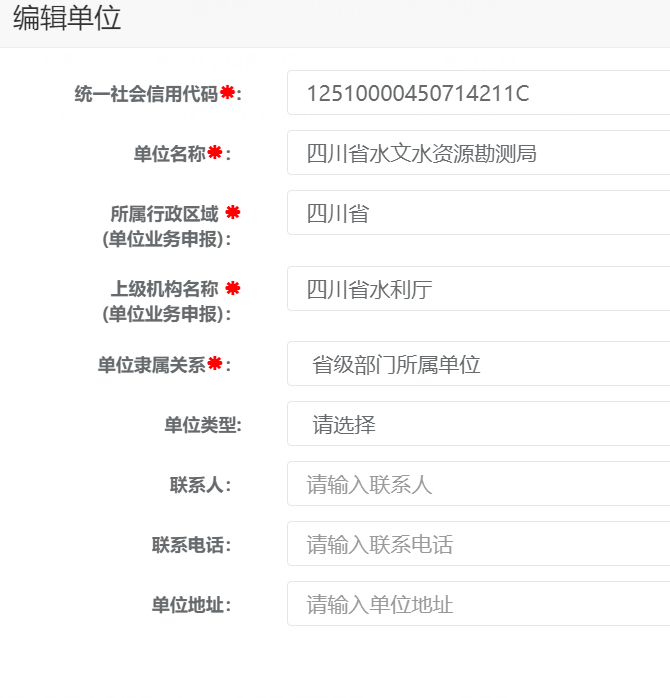 编辑单位
统一社会信用代码*: 12510000450714211C
单位名称*: 四川省水文水资源勘测局
所属行政区域 * 四川省
(单位业务申报):
上级机构名称 * 四川省水利厅
(单位业务申报):
单位隶属关系*: 省级部门所属单位
单位类型: 请选择
联系人: 请输入联系人
联系电话: 请输入联系电话
单位地址: 请输入单位地址